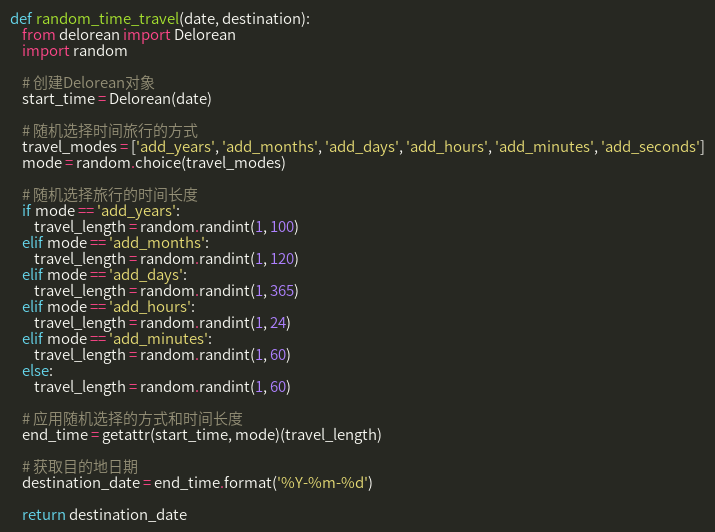 def random_time_travel(date, destination):
    from delorean import Delorean
    import random

    # 创建Delorean对象
    start_time = Delorean(date)

    # 随机选择时间旅行的方式
    travel_modes = ['add_years', 'add_months', 'add_days', 'add_hours', 'add_minutes', 'add_seconds']
    mode = random.choice(travel_modes)

    # 随机选择旅行的时间长度
    if mode == 'add_years':
        travel_length = random.randint(1, 100)
    elif mode == 'add_months':
        travel_length = random.randint(1, 120)
    elif mode == 'add_days':
        travel_length = random.randint(1, 365)
    elif mode == 'add_hours':
        travel_length = random.randint(1, 24)
    elif mode == 'add_minutes':
        travel_length = random.randint(1, 60)
    else:
        travel_length = random.randint(1, 60)

    # 应用随机选择的方式和时间长度
    end_time = getattr(start_time, mode)(travel_length)

    # 获取目的地日期
    destination_date = end_time.format('%Y-%m-%d')

    return destination_date